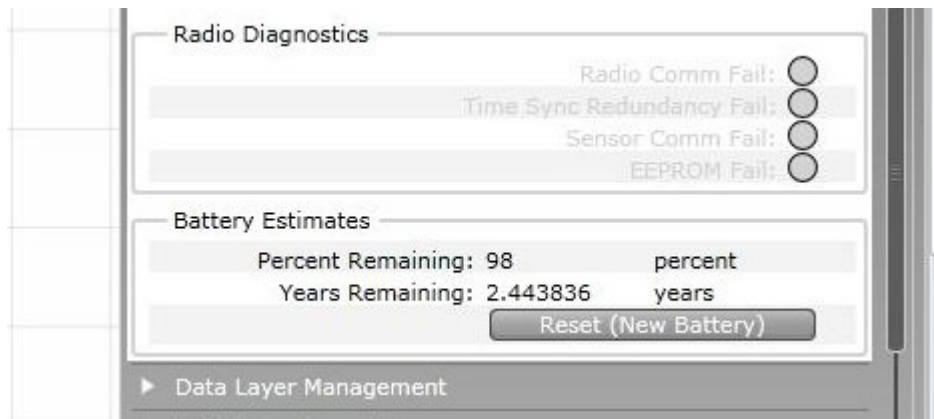 Radio Diagnostics
Radio Comm Fail:
Time Sync Redundancy Fail:
Sensor Comm Fail:
EEPROM Fail:
Battery Estimates
Percent Remaining: 98 percent
Years Remaining: 2.443836 years
Reset (New Battery)
Data Layer Management